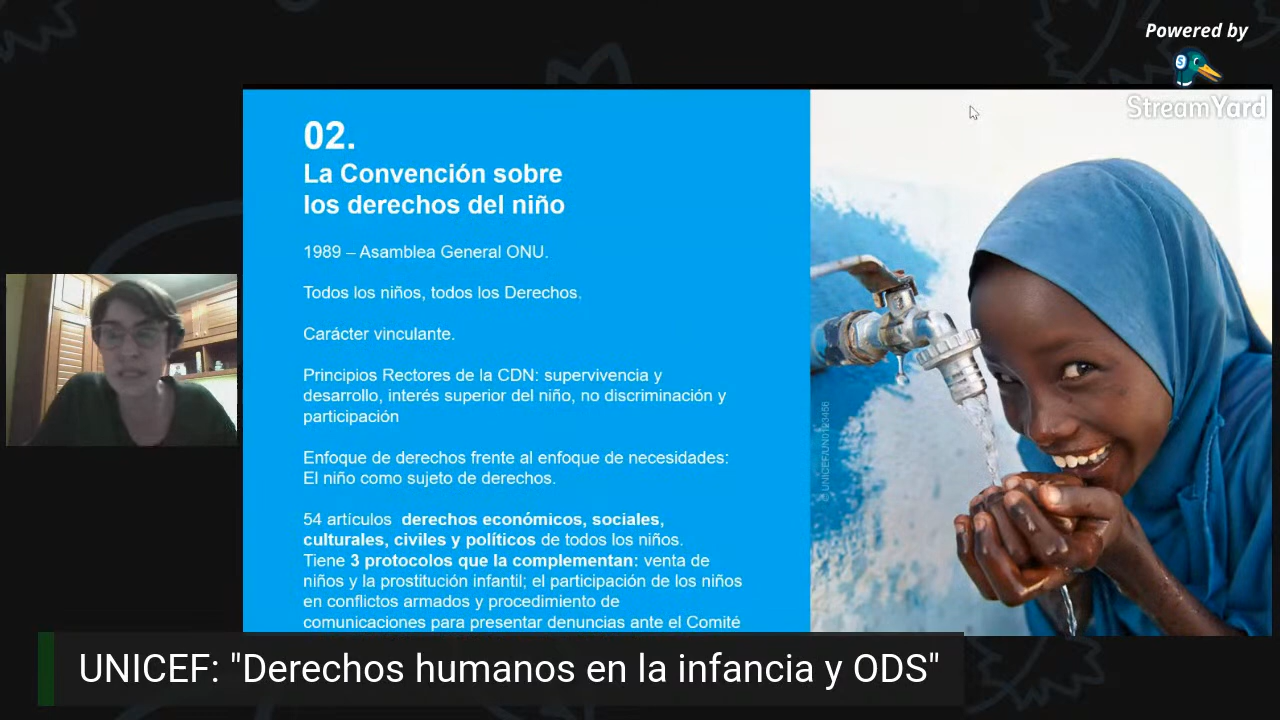 Powered by
StreamYard
02.
La Convención sobre
los derechos del niño
1989 – Asamblea General ONU.
Todos los niños, todos los Derechos.
Carácter vinculante.
Principios Rectores de la CDN: supervivencia y
desarrollo, interés superior del niño, no discriminación y
participación
Enfoque de derechos frente al enfoque de necesidades:
El niño como sujeto de derechos.
54 artículos derechos económicos, sociales,
culturales, civiles y políticos de todos los niños.
Tiene 3 protocolos que la complementan: venta de
niños y la prostitución infantil; el participación de los niños
en conflictos armados y procedimiento de
comunicaciones para presentar denuncias ante el Comité
UNICEF: "Derechos humanos en la infancia y ODS"